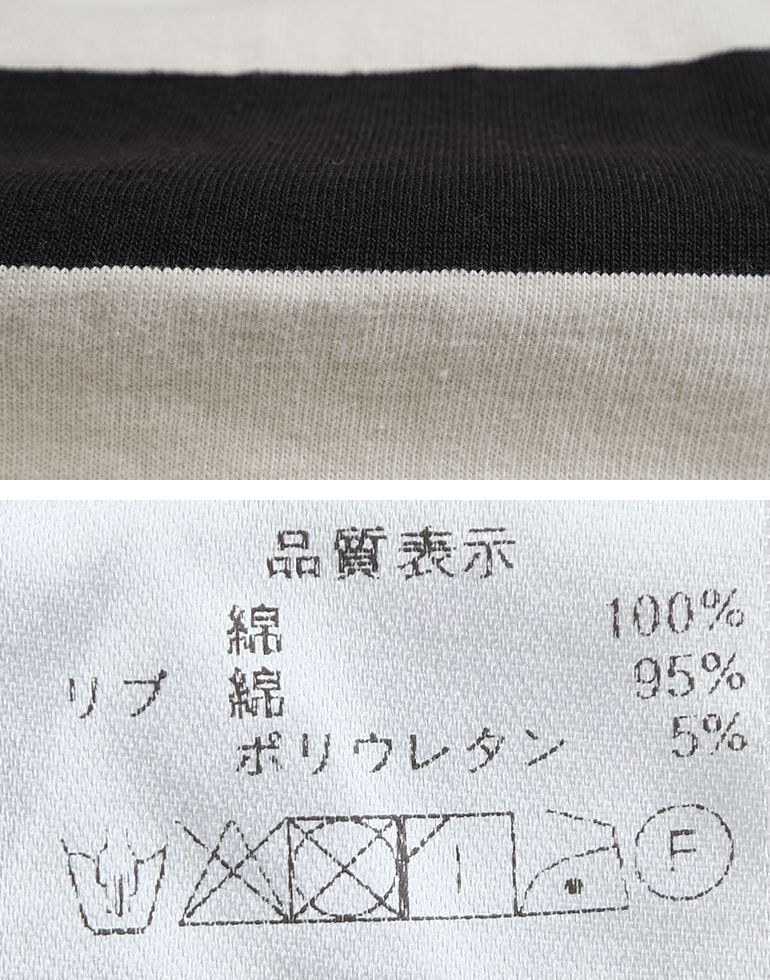 品質表示
綿 100%
リブ 綿 95%
ポリウレタン 5%
F